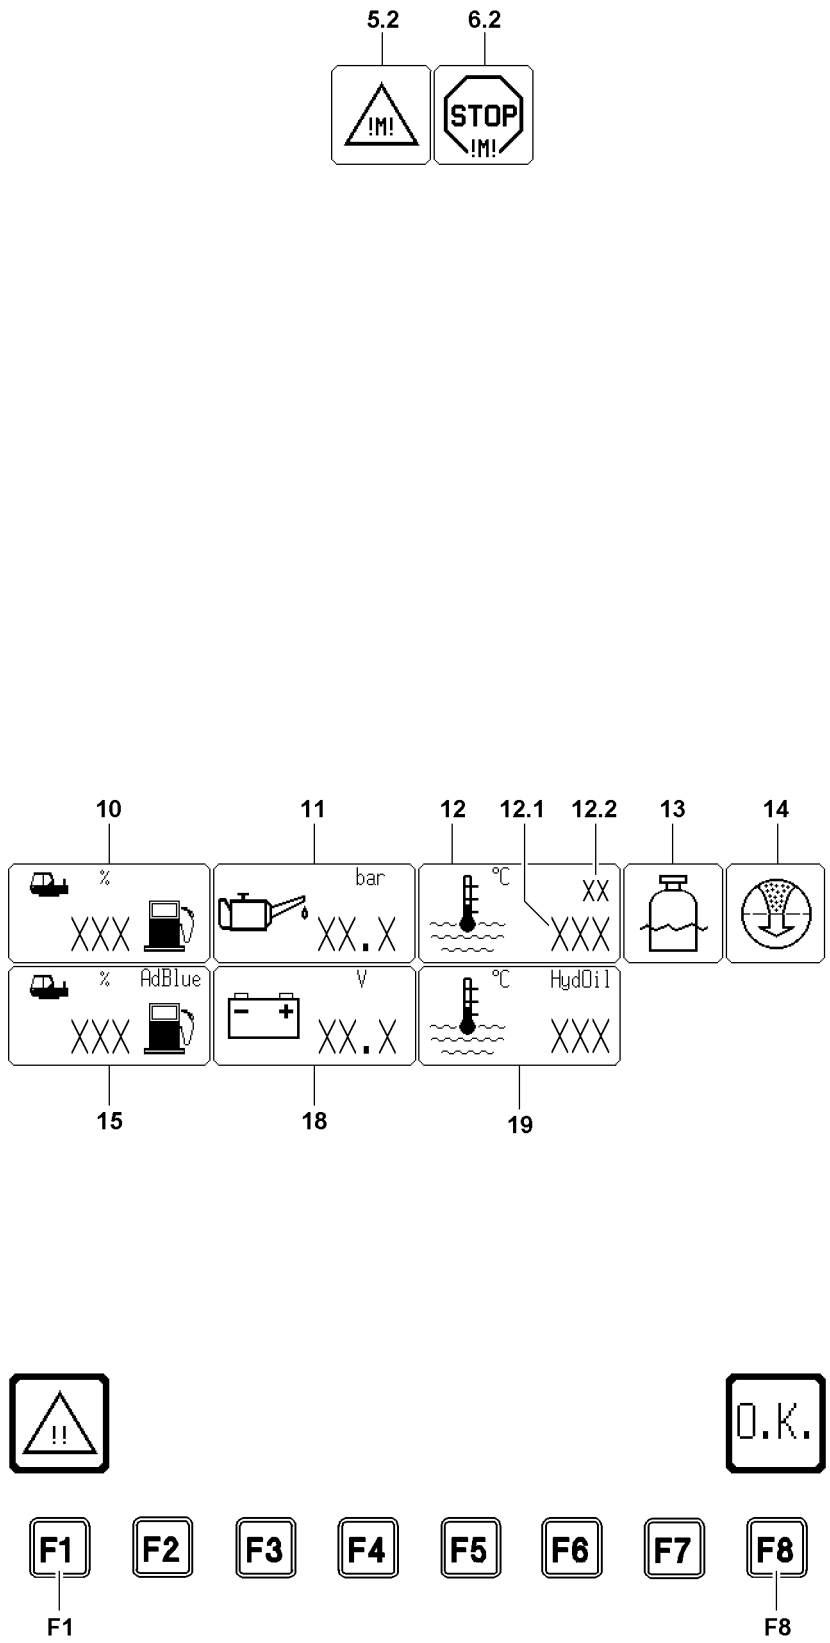 5.2 6.2
!M! STOP
!M!
10 11 12 12.1 12.2 13 14
% bar °C XX
XXX XX.X XXX
% AdBlue V °C HydOil
XXX XX.X XXX
15 18 19
!! O.K.
F1 F2 F3 F4 F5 F6 F7 F8
F1 F8